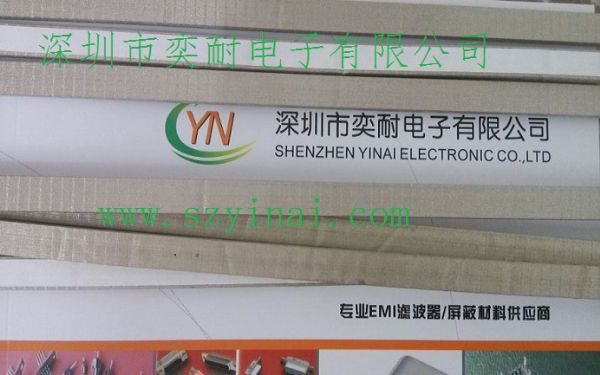 深圳市奕耐电子有限公司
YN 深圳市奕耐电子有限公司
SHENZHEN YINAI ELECTRONIC CO.,LTD
www.szyinai.com
专业EMI滤波器/屏蔽材料供应商